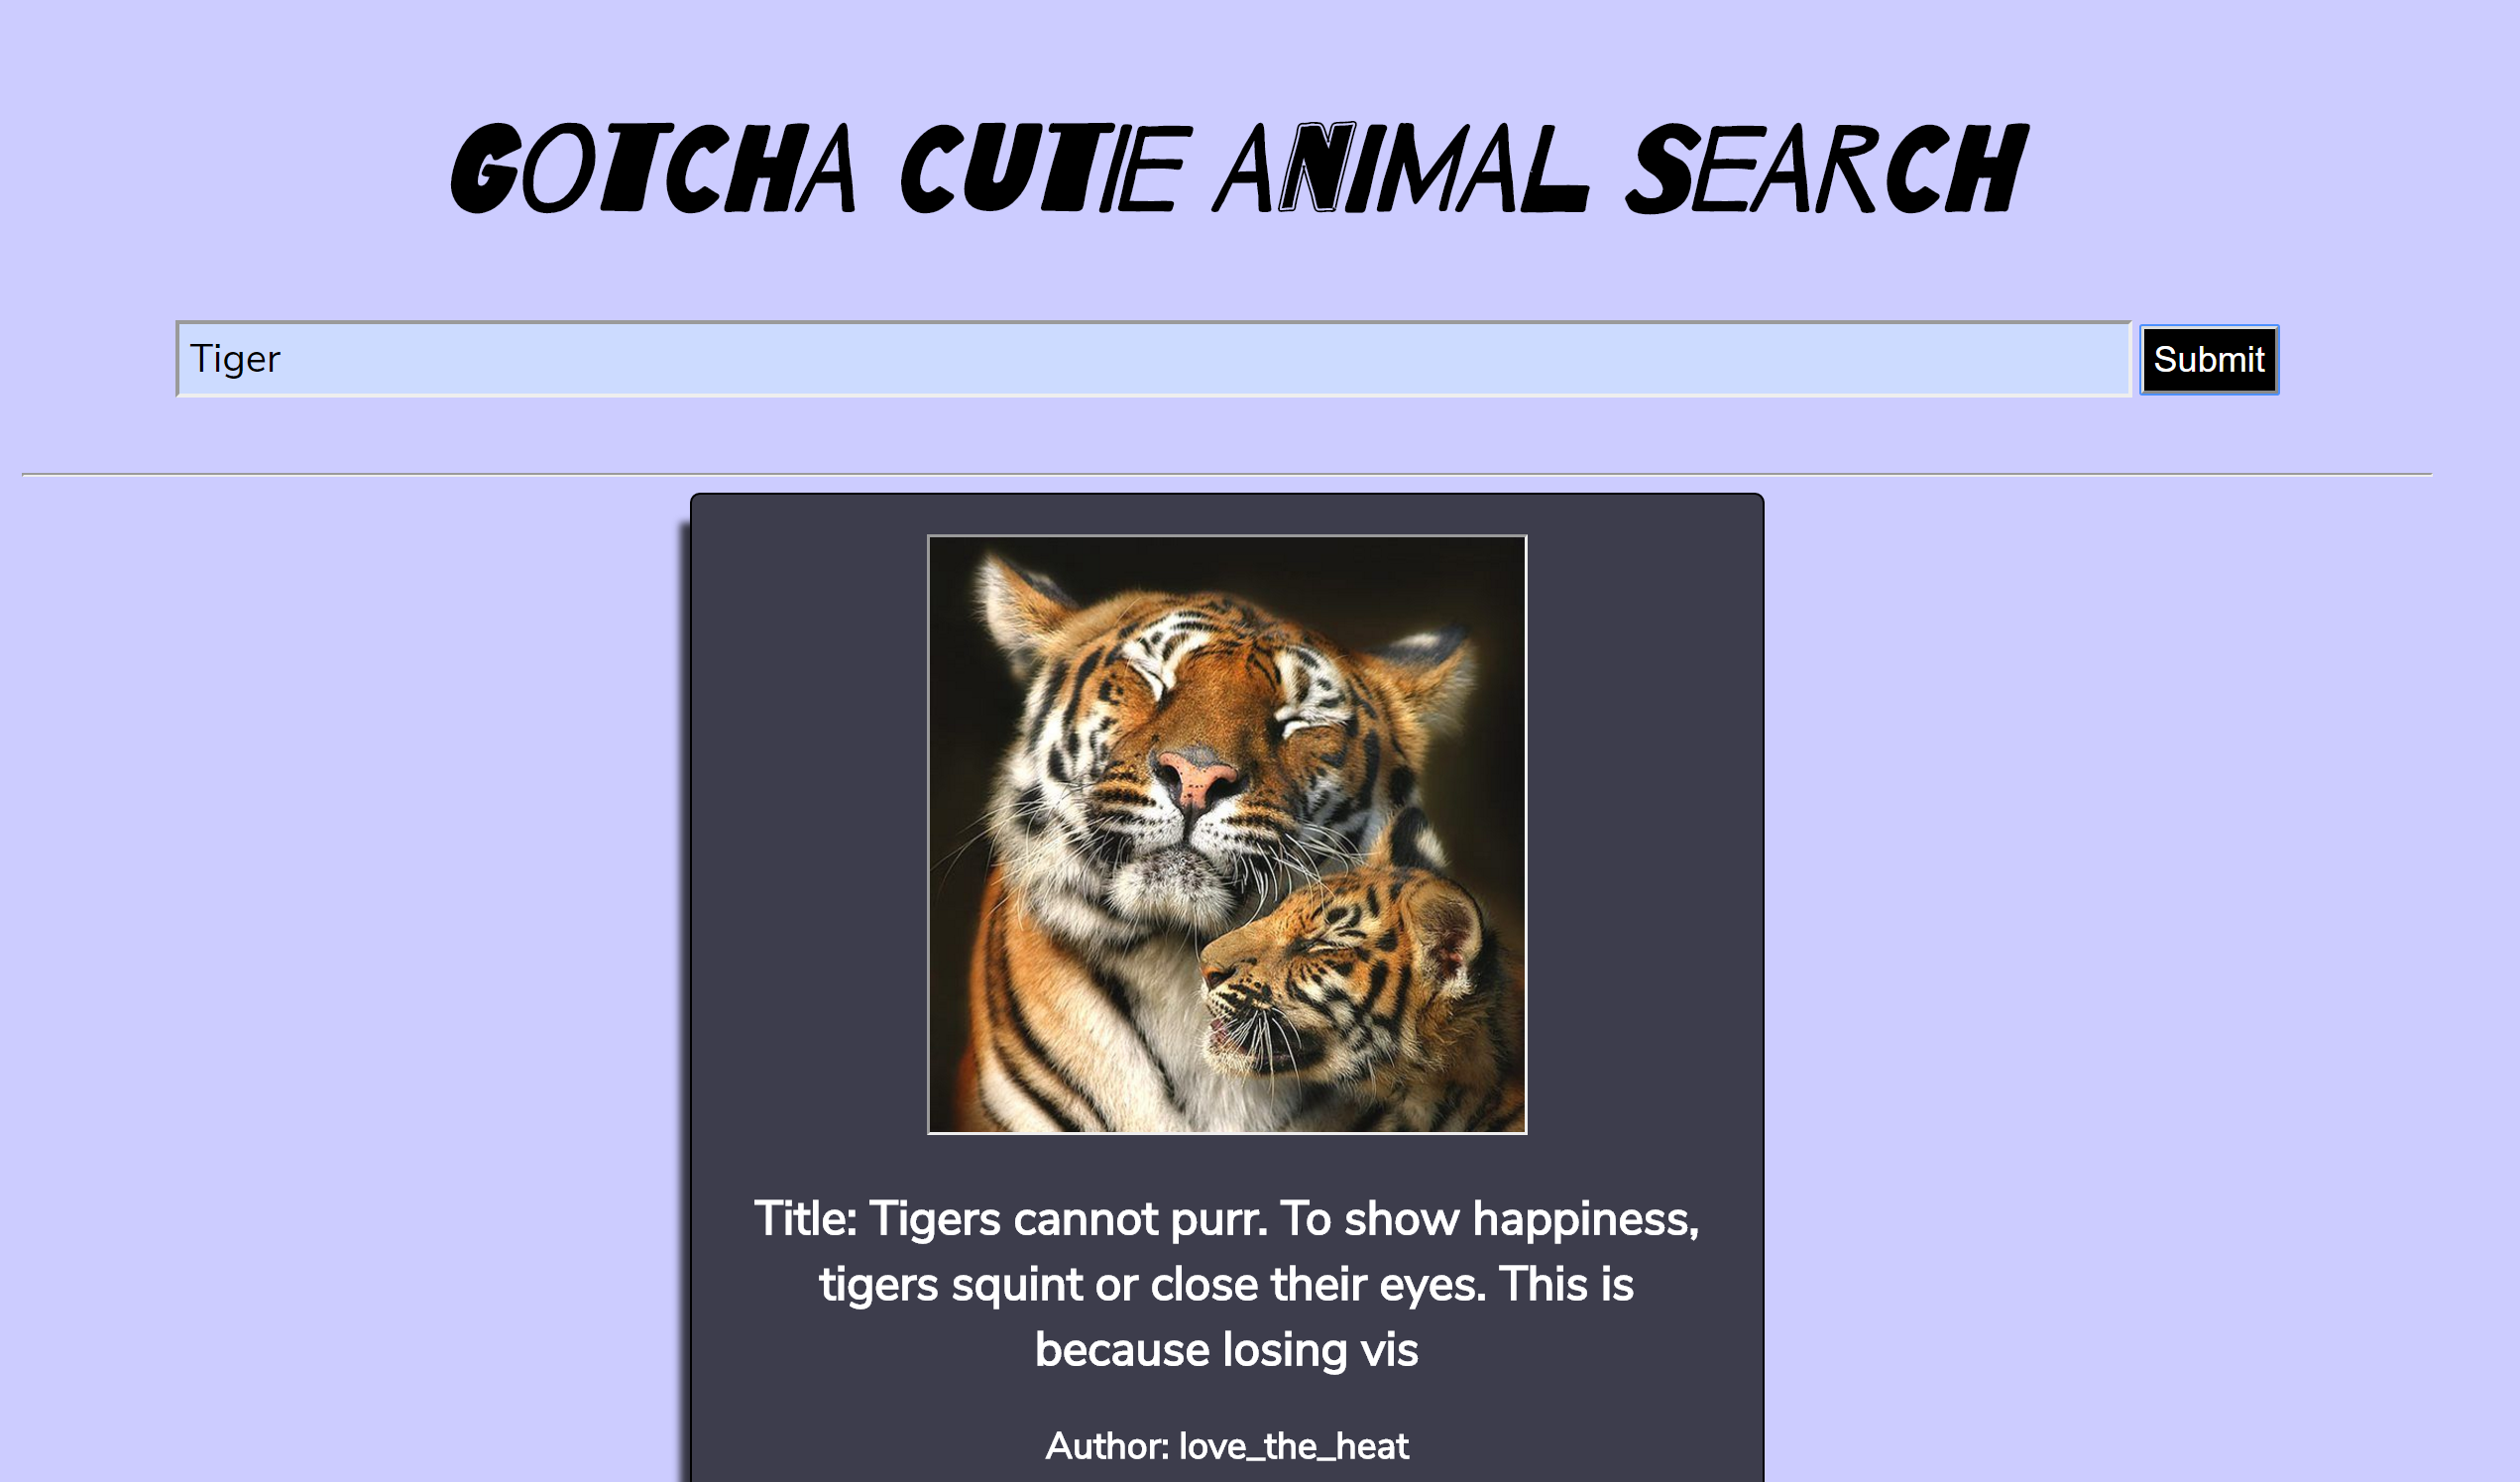 GOTCHA CUTIE ANIMAL SEARCH
Tiger
Submit
Title: Tigers cannot purr. To show happiness,
tigers squint or close their eyes. This is
because losing vis
Author: love_the_heat